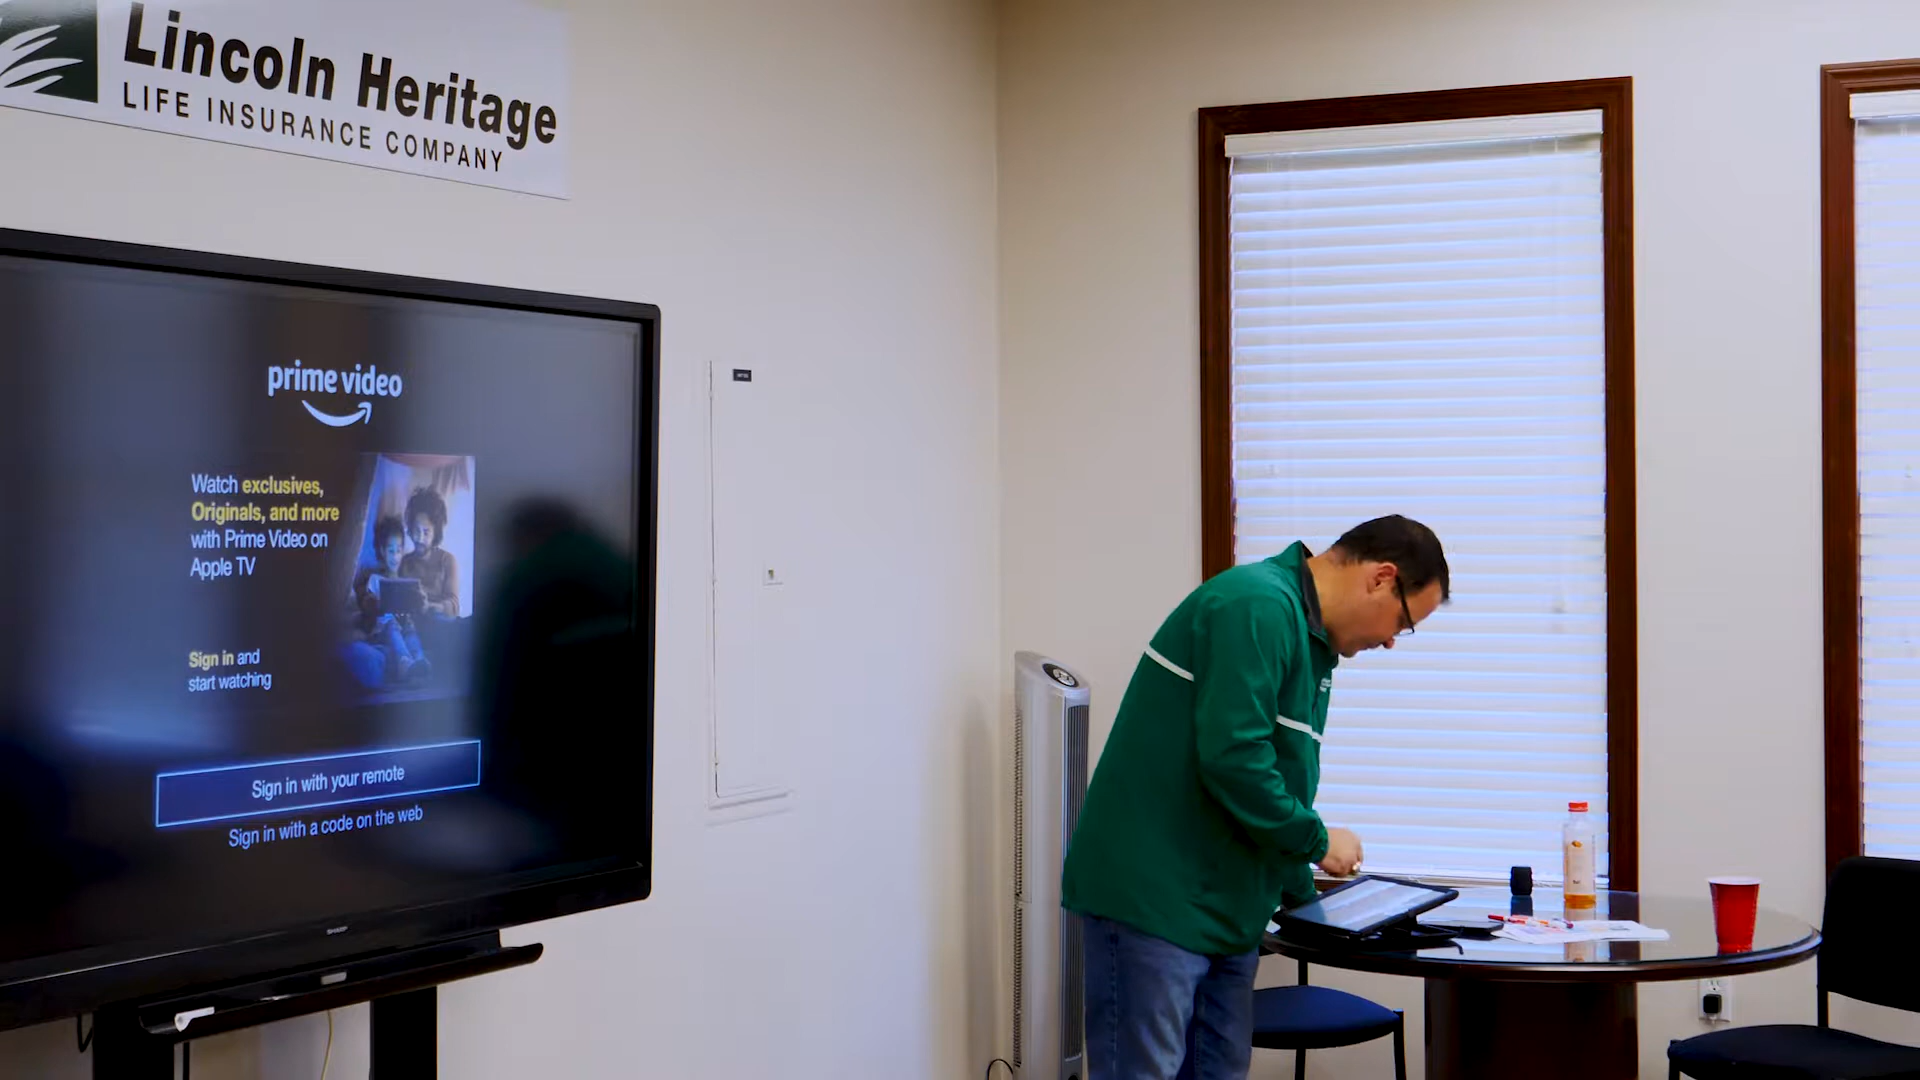 Lincoln Heritage
LIFE INSURANCE COMPANY
prime video
Watch exclusives,
Originals, and more
with Prime Video on
Apple TV
Sign in and
start watching
Sign in with your remote
Sign in with a code on the web
SHARP